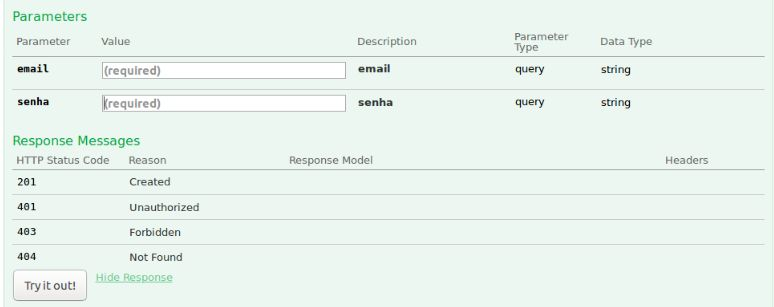 Parameters
Parameter Value Description Parameter Type Data Type
email (required) email query string
senha (required) senha query string
Response Messages
HTTP Status Code Reason Response Model Headers
201 Created
401 Unauthorized
403 Forbidden
404 Not Found
Try it out! Hide Response